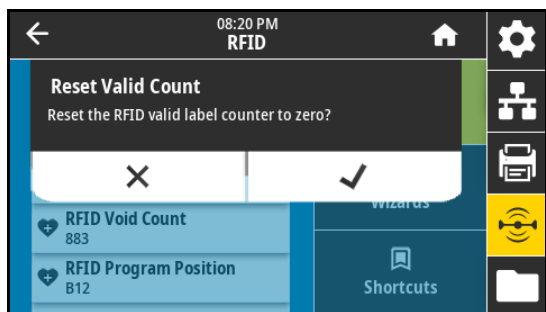 08:20 PM
RFID
Reset Valid Count
Reset the RFID valid label counter to zero?
Wizards
RFID Void Count
883
RFID Program Position
B12
Shortcuts